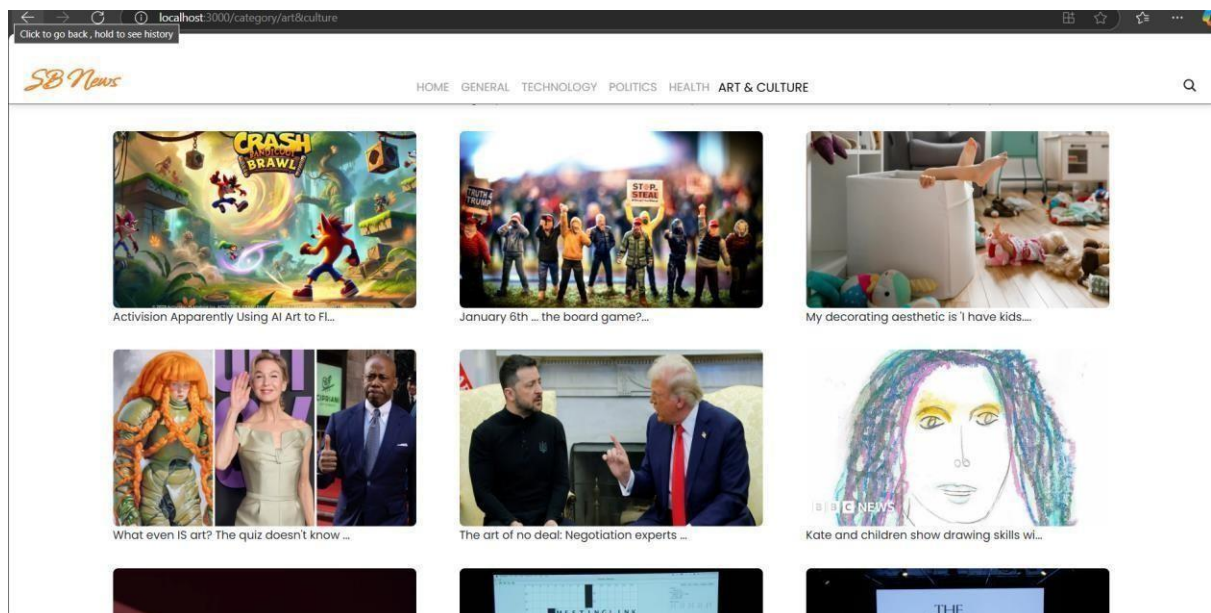 localhost:3000/category/art&culture
Click to go back, hold to see history
SB News
HOME GENERAL TECHNOLOGY POLITICS HEALTH ART & CULTURE
CRASH
BANDICOOT
BRAWL
TRUTH &
TRUMP
STOP
STEAL
CIPRIANI
Activision Apparently Using AI Art to Fl...
January 6th ... the board game?...
My decorating aesthetic is 'I have kids....
BBC NEWS
What even IS art? The quiz doesn't know ...
The art of no deal: Negotiation experts ...
Kate and children show drawing skills wi...
MEETINGLINK
THE